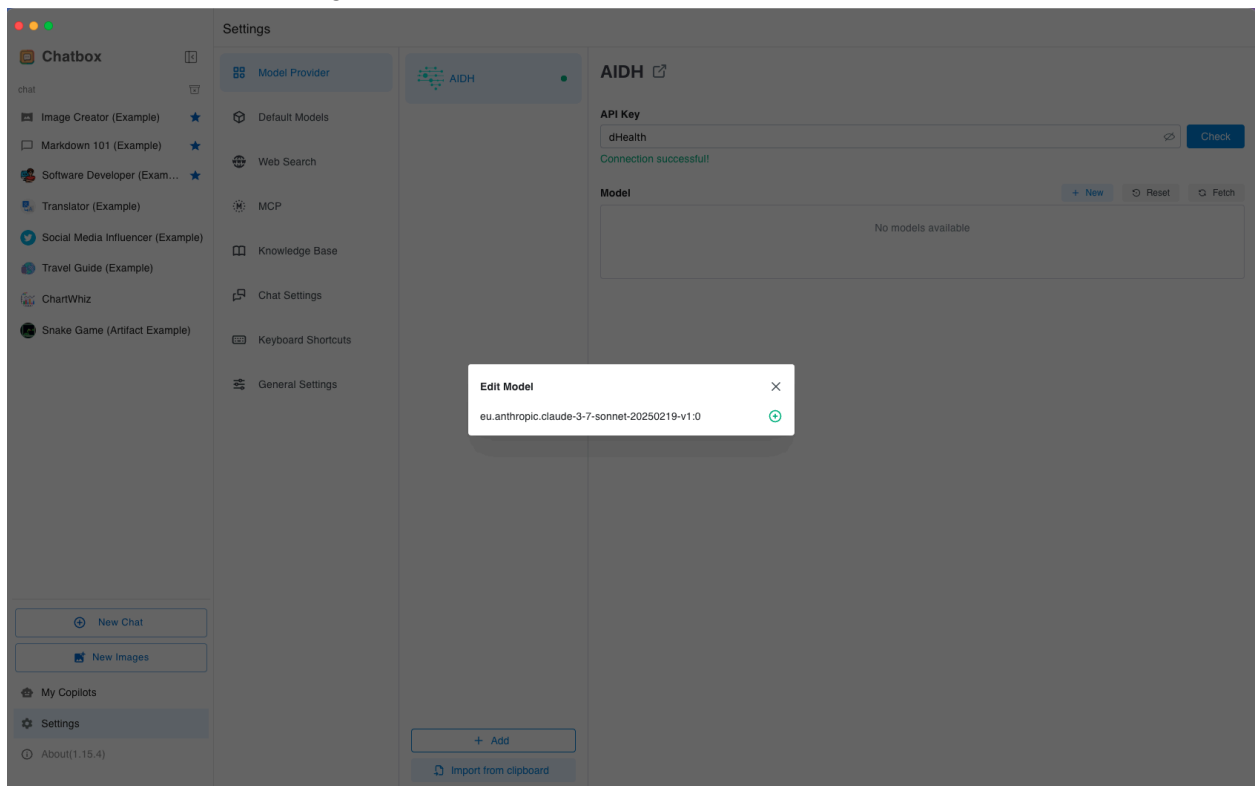 Settings
Chatbox
chat
Image Creator (Example)
Markdown 101 (Example)
Software Developer (Exam...
Translator (Example)
Social Media Influencer (Example)
Travel Guide (Example)
ChartWhiz
Snake Game (Artifact Example)
New Chat
New Images
My Copilots
Settings
About(1.15.4)
Model Provider
Default Models
Web Search
MCP
Knowledge Base
Chat Settings
Keyboard Shortcuts
General Settings
AIDH
+ Add
Import from clipboard
AIDH
API Key
dHealth
Check
Connection successful!
Model
+ New
Reset
Fetch
No models available
Edit Model
eu.anthropic.claude-3-7-sonnet-20250219-v1:0